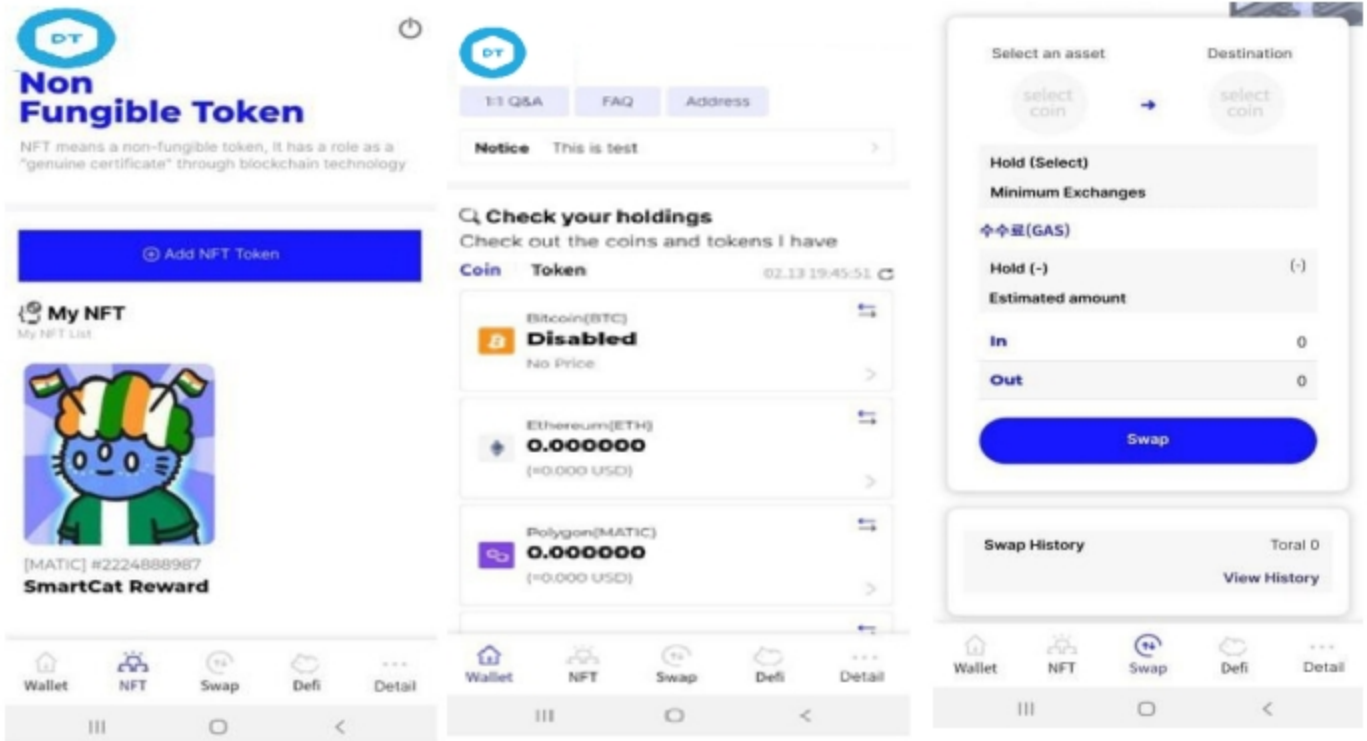 DT
Non
Fungible Token
NFT means a non-fungible token, It has a role as a
"genuine certificate" through blockchain technology
Add NFT Token
My NFT
My NFT List
[MATIC] #2224888987
SmartCat Reward
Wallet NFT Swap Defi Detail
DT
1:1 Q&A FAQ Address
Notice This is test
Check your holdings
Check out the coins and tokens I have
Coin Token 02.13 19:45:51
Bitcoin(BTC)
Disabled
No Price
Ethereum(ETH)
0.000000
(=0.000 USD)
Polygon(MATIC)
0.000000
(=0.000 USD)
Wallet NFT Swap Defi Detail
Select an asset Destination
select coin → select coin
Hold (Select)
Minimum Exchanges
수수료(GAS)
Hold (-) (-)
Estimated amount
In 0
Out 0
Swap
Swap History Toral 0
View History
Wallet NFT Swap Defi Detail